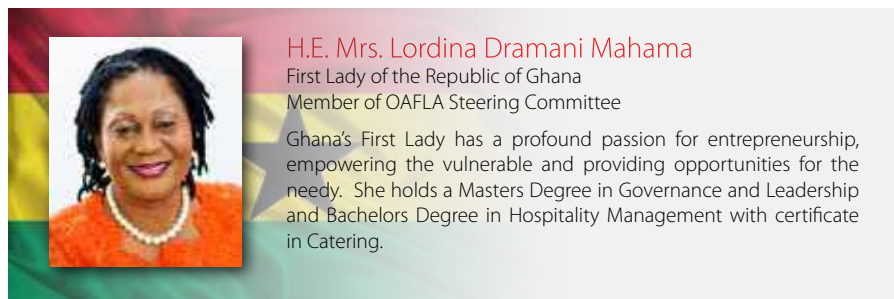 H.E. Mrs. Lordina Dramani Mahama
First Lady of the Republic of Ghana
Member of OAFLA Steering Committee
Ghana’s First Lady has a profound passion for entrepreneurship,
empowering the vulnerable and providing opportunities for the
needy. She holds a Masters Degree in Governance and Leadership
and Bachelors Degree in Hospitality Management with certificate
in Catering.